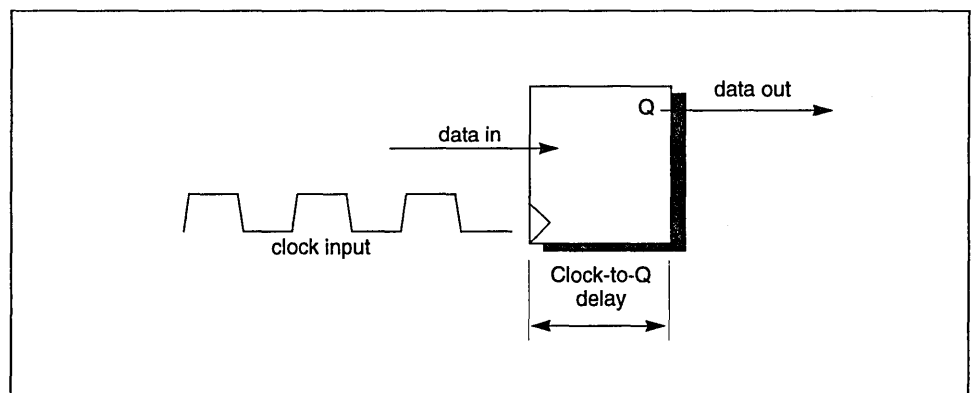 data out
Q
data in
clock input
Clock-to-Q
delay